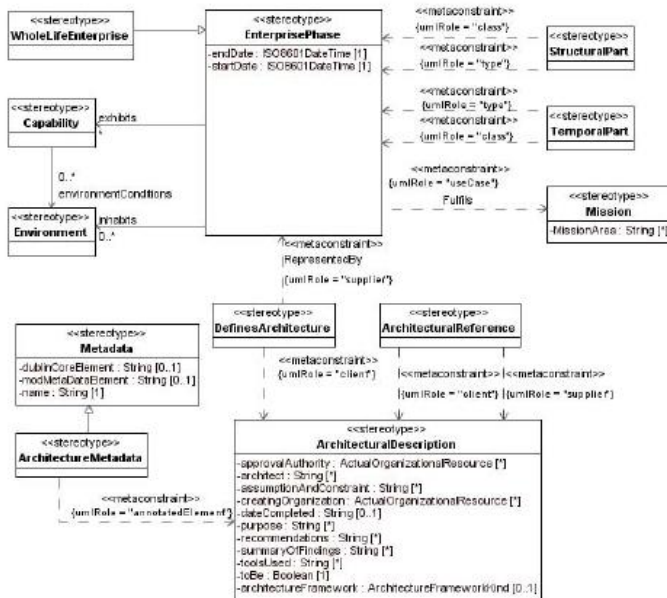 <<stereotype>>
WholeLifeEnterprise
<<stereotype>>
EnterprisePhase
-endDate : ISO8601DateTime [1]
-startDate : ISO8601DateTime [1]
<<metaconstraint>>
{umlRole = "class"}
<<metaconstraint>>
{umlRole = "type"}
<<stereotype>>
StructuralPart
<<metaconstraint>>
{umlRole = "type"}
<<metaconstraint>>
{umlRole = "class"}
<<stereotype>>
TemporalPart
<<stereotype>>
Capability
exhibits
*
0..*
environmentConditions
<<stereotype>>
Environment
inhabits
0..*
<<metaconstraint>>
{umlRole = "useCase"}
Fulfils
<<stereotype>>
Mission
-MissionArea : String [*]
<<metaconstraint>>
RepresentedBy
{umlRole = "supplier"}
<<stereotype>>
DefinesArchitecture
<<stereotype>>
ArchitecturalReference
<<metaconstraint>>
{umlRole = "client"}
<<metaconstraint>>
{umlRole = "client"}
<<metaconstraint>>
{umlRole = "supplier"}
<<stereotype>>
Metadata
-dublinCoreElement : String [0..1]
-modMetaDataElement : String [0..1]
-name : String [1]
<<stereotype>>
ArchitectureMetadata
<<metaconstraint>>
{umlRole = "annotatedElement"}
<<stereotype>>
ArchitecturalDescription
-approvalAuthority : ActualOrganizationalResource [*]
-architect : String [*]
-assumptionAndConstraint : String [*]
-creatingOrganization : ActualOrganizationalResource [*]
-dateCompleted : String [0..1]
-purpose : String [*]
-recommendations : String [*]
-summaryOfFindings : String [*]
-toolsUsed : String [*]
-toBe : Boolean [1]
-architectureFramework : ArchitectureFrameworkKind [0..1]